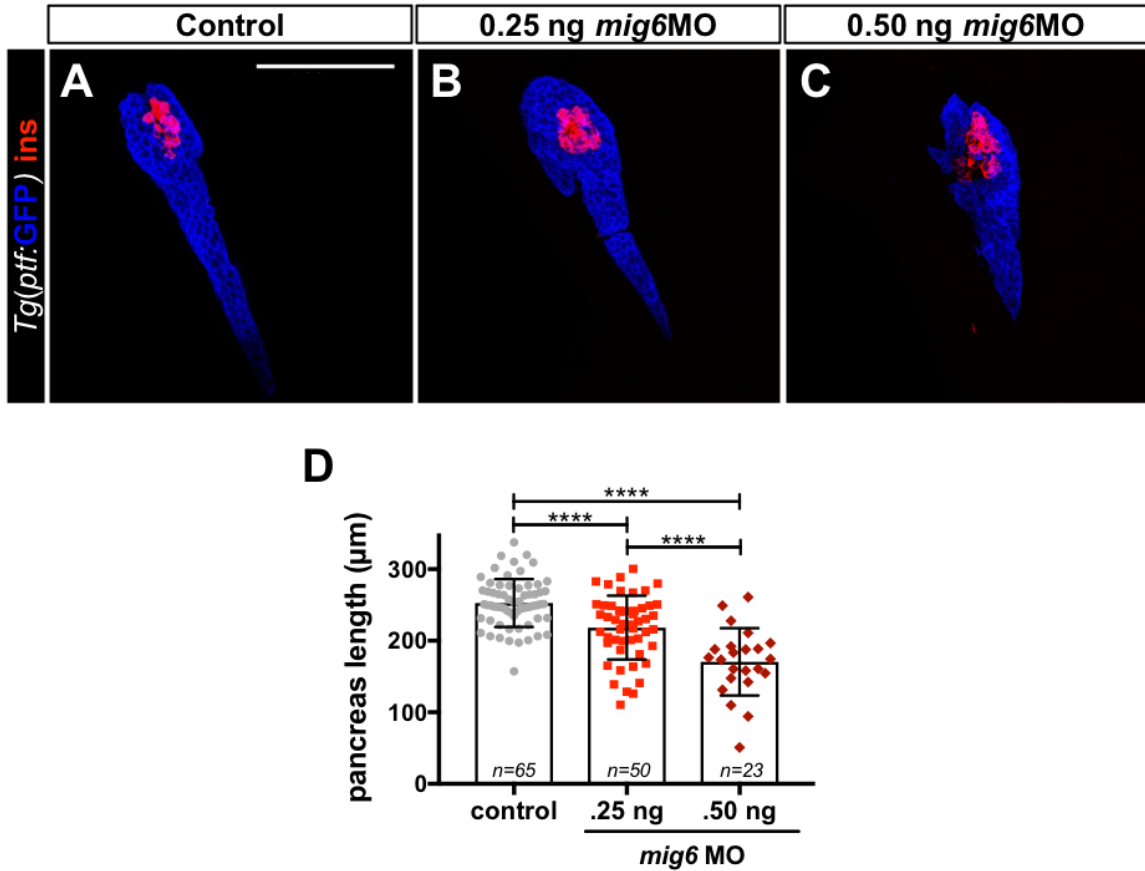 Control
0.25 ng mig6MO
0.50 ng mig6MO
Tg(ptf:GFP) ins
A
B
C
D
****
****
****
pancreas length (µm)
300
200
100
0
n=65
n=50
n=23
control
.25 ng
.50 ng
mig6 MO